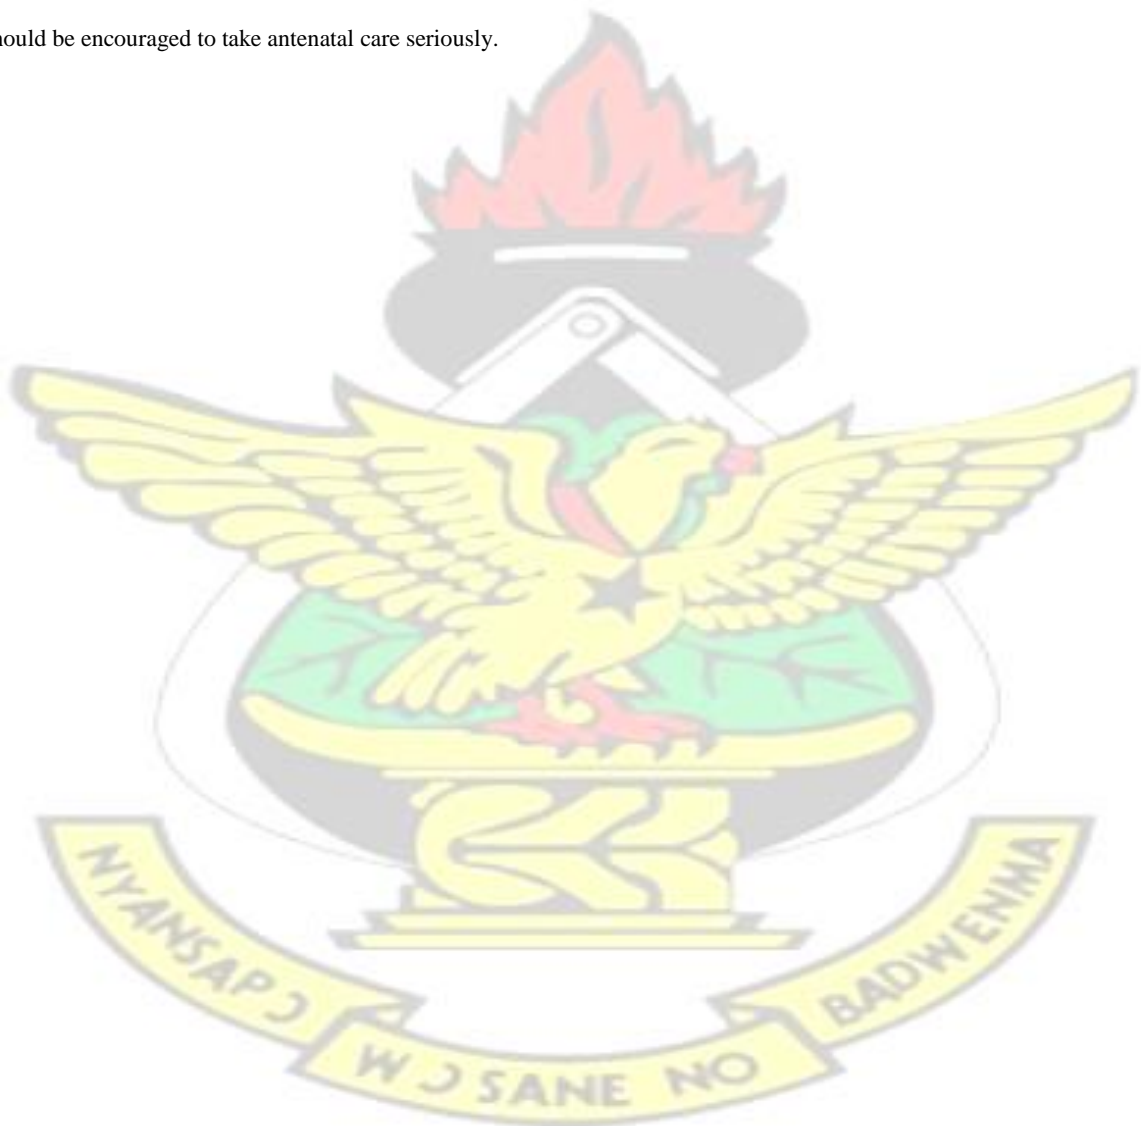 hould be encouraged to take antenatal care seriously.
NYANSAPƆ
WƆ SANE NO
BADWENMA